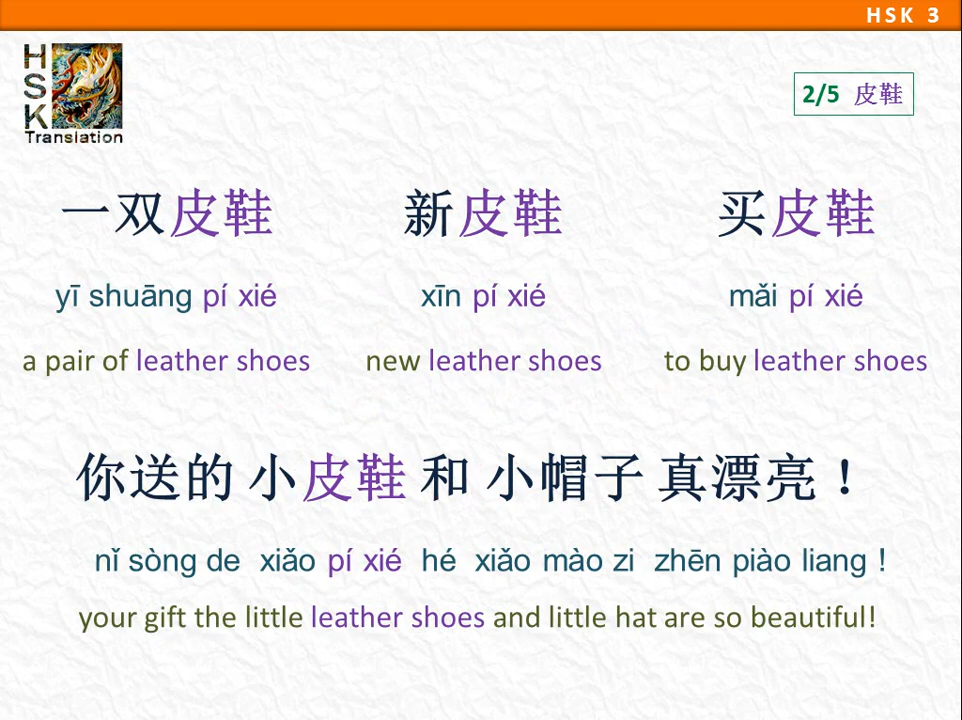 HSK 3
HSK
Translation
2/5 皮鞋
一双皮鞋 新皮鞋 买皮鞋
yī shuāng pí xié xīn pí xié mǎi pí xié
a pair of leather shoes new leather shoes to buy leather shoes
你送的 小皮鞋 和 小帽子 真漂亮！
nǐ sòng de xiǎo pí xié hé xiǎo mào zi zhēn piào liang !
your gift the little leather shoes and little hat are so beautiful!